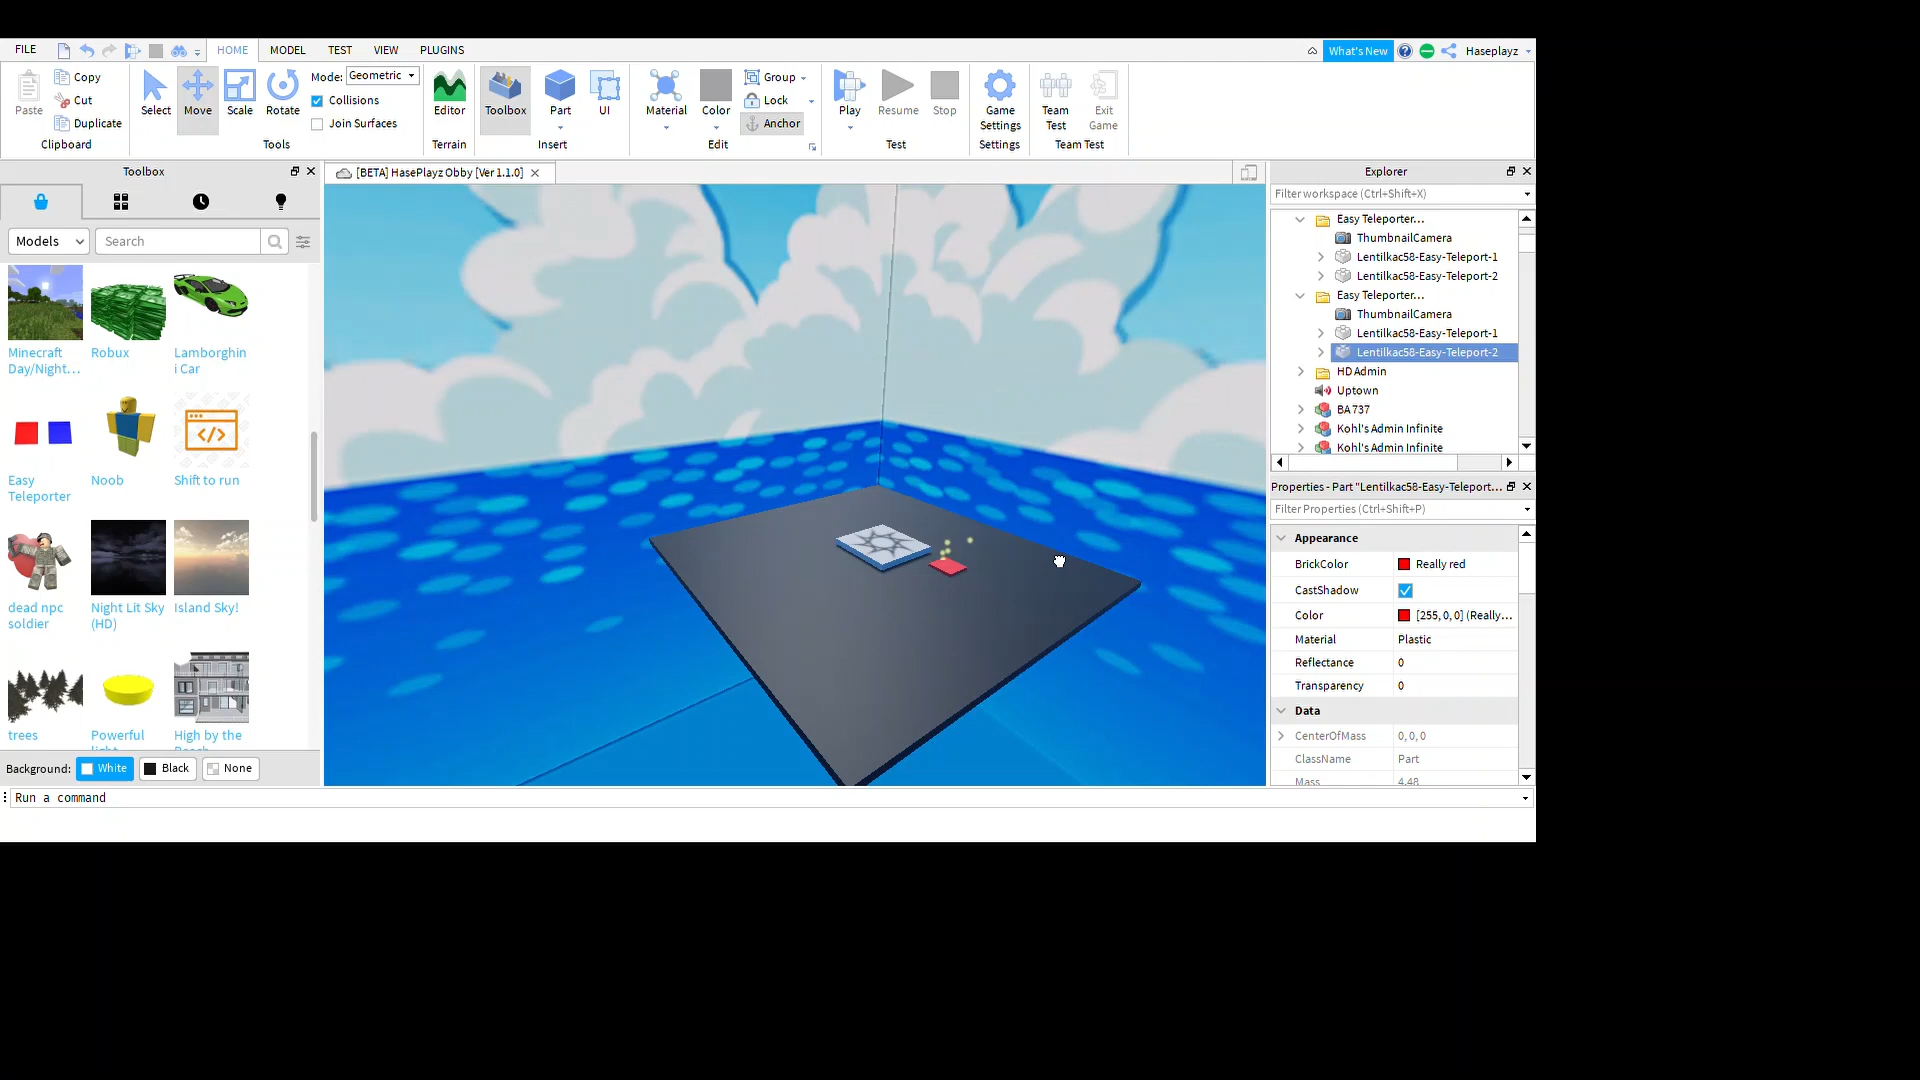 FILE
HOME
MODEL
TEST
VIEW
PLUGINS
What's New
Haseplayz
Paste
Copy
Cut
Duplicate
Clipboard
Select
Move
Scale
Rotate
Mode: Geometric
Collisions
Join Surfaces
Tools
Editor
Terrain
Toolbox
Part
UI
Insert
Material
Color
Group
Lock
Anchor
Edit
Play
Resume
Stop
Test
Game
Settings
Settings
Team
Test
Exit
Game
Team Test
Toolbox
Models
Search
Minecraft
Day/Night...
Robux
Lamborghin
i Car
Easy
Teleporter
Noob
Shift to run
dead npc
soldier
Night Lit Sky
(HD)
Island Sky!
trees
Powerful
light
High by the
Beach
Background: White Black None
Run a command
[BETA] HasePlayz Obby [Ver 1.1.0]
Explorer
Filter workspace (Ctrl+Shift+X)
Easy Teleporter...
ThumbnailCamera
Lentilkac58-Easy-Teleport-1
Lentilkac58-Easy-Teleport-2
Easy Teleporter...
ThumbnailCamera
Lentilkac58-Easy-Teleport-1
Lentilkac58-Easy-Teleport-2
HD Admin
Uptown
BA 737
Kohl's Admin Infinite
Kohl's Admin Infinite
Properties - Part "Lentilkac58-Easy-Teleport...
Filter Properties (Ctrl+Shift+P)
Appearance
BrickColor Really red
CastShadow
Color [255, 0, 0] (Really...
Material Plastic
Reflectance 0
Transparency 0
Data
CenterOfMass 0, 0, 0
ClassName Part
Mass 4.48